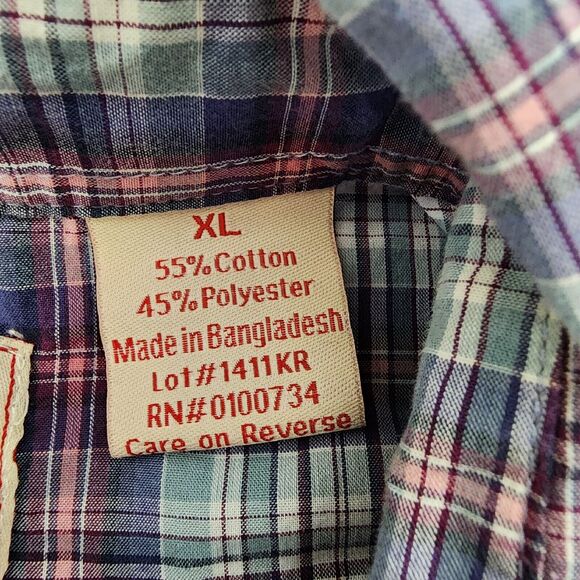 XL
55% Cotton
45% Polyester
Made in Bangladesh
Lot#1411KR
RN#0100734
Care on Reverse